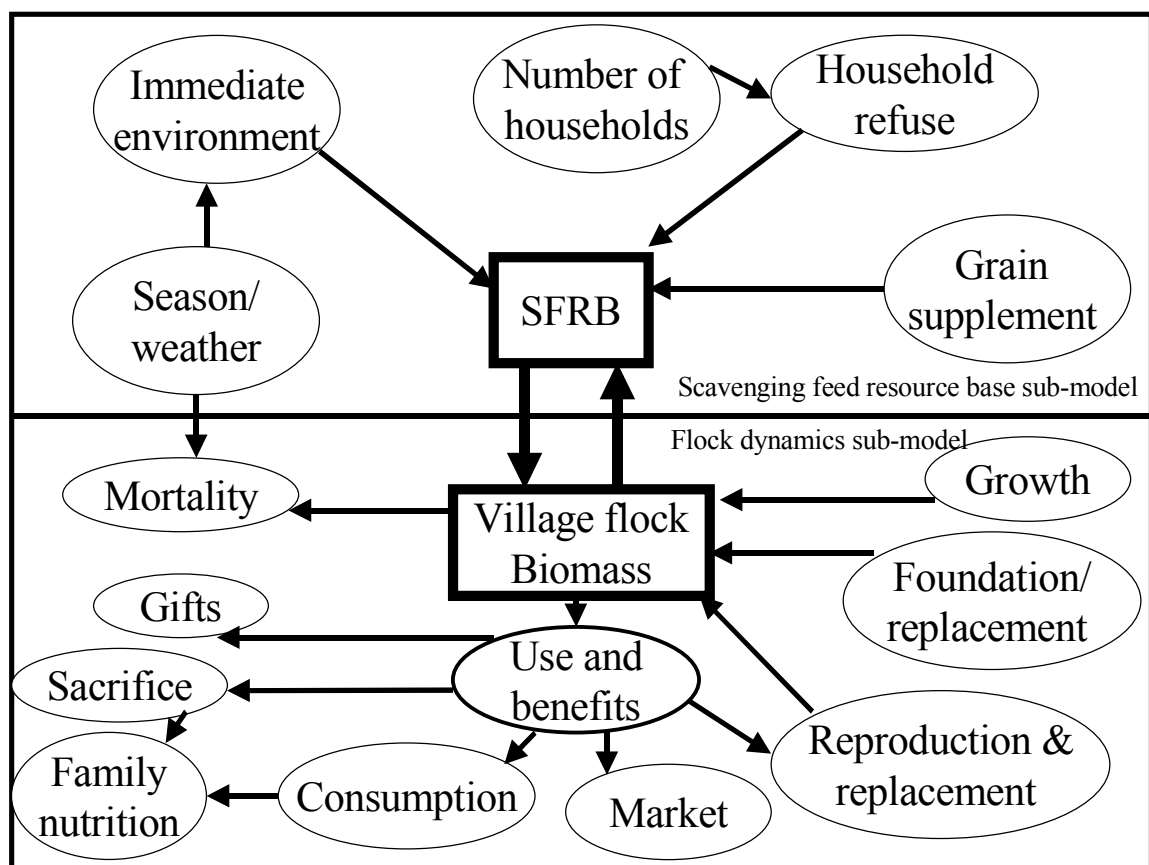 Immediate
environment
Number of
households
Household
refuse
Season/
weather
SFRB
Grain
supplement
Scavenging feed resource base sub-model
Flock dynamics sub-model
Mortality
Village flock
Biomass
Growth
Foundation/
replacement
Gifts
Sacrifice
Use and
benefits
Family
nutrition
Consumption
Market
Reproduction &
replacement